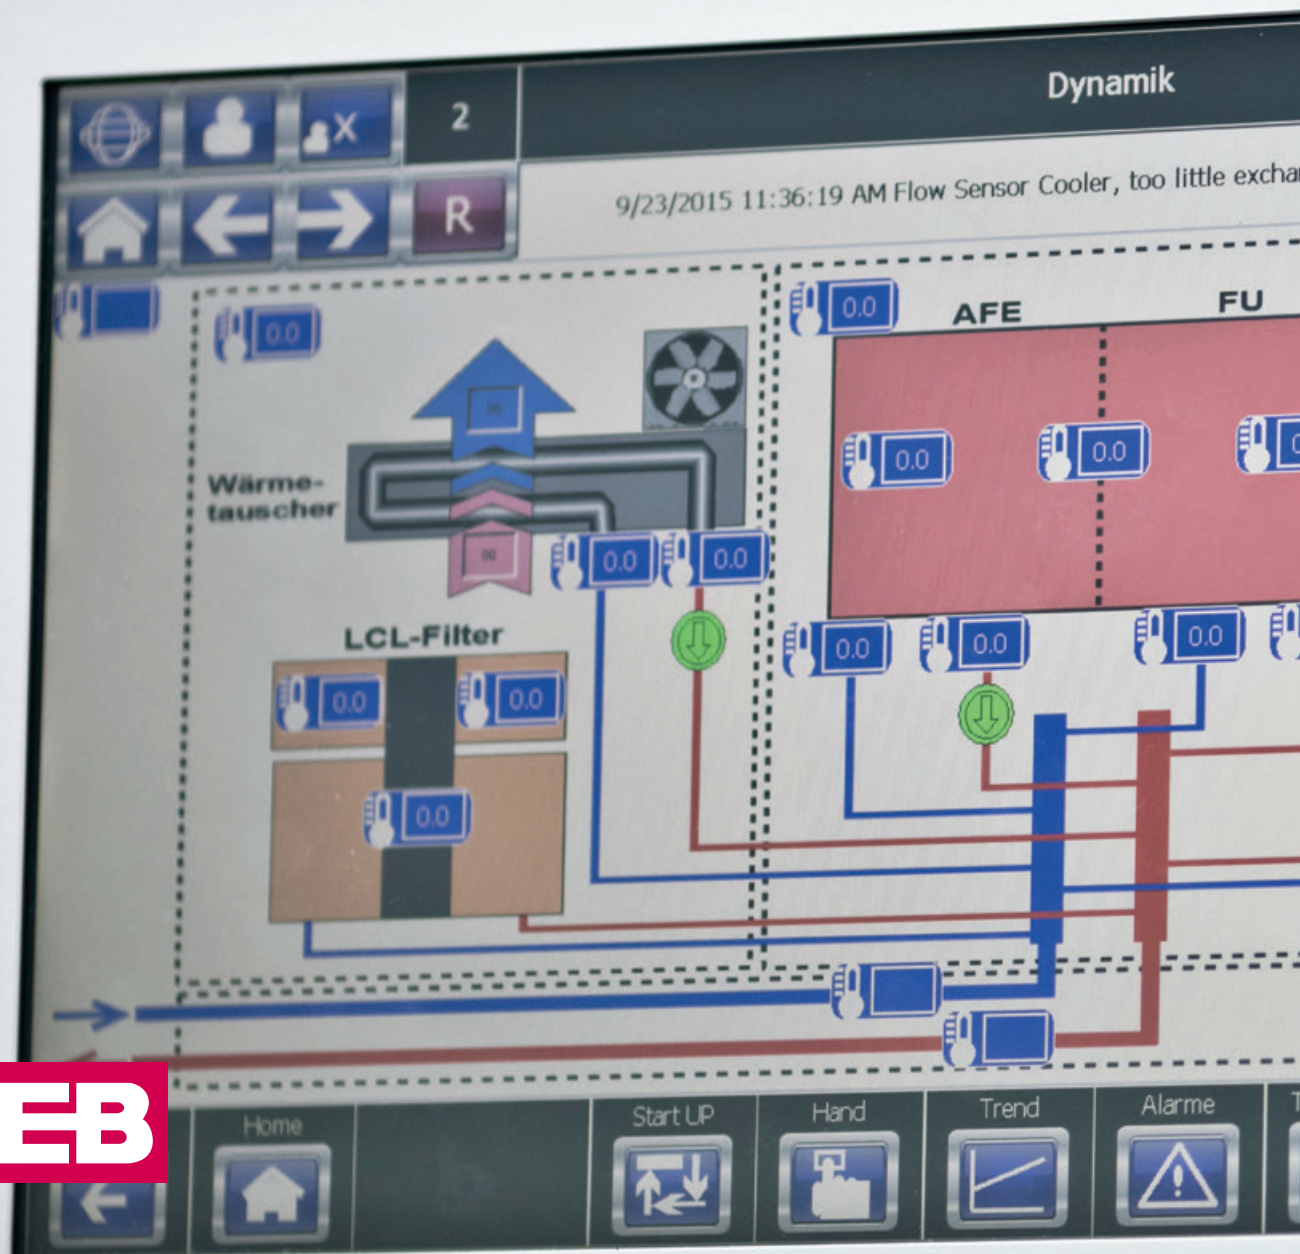 Dynamik
2
X
9/23/2015 11:36:19 AM Flow Sensor Cooler, too little
R
0.0
0.0
AFE
FU
Wärme-
tauscher
0.0
0.0
0.0
0.0
LCL-Filter
0.0
0.0
0.0
0.0
0.0
0.0
EB
Home
Start UP
Hand
Trend
Alarme